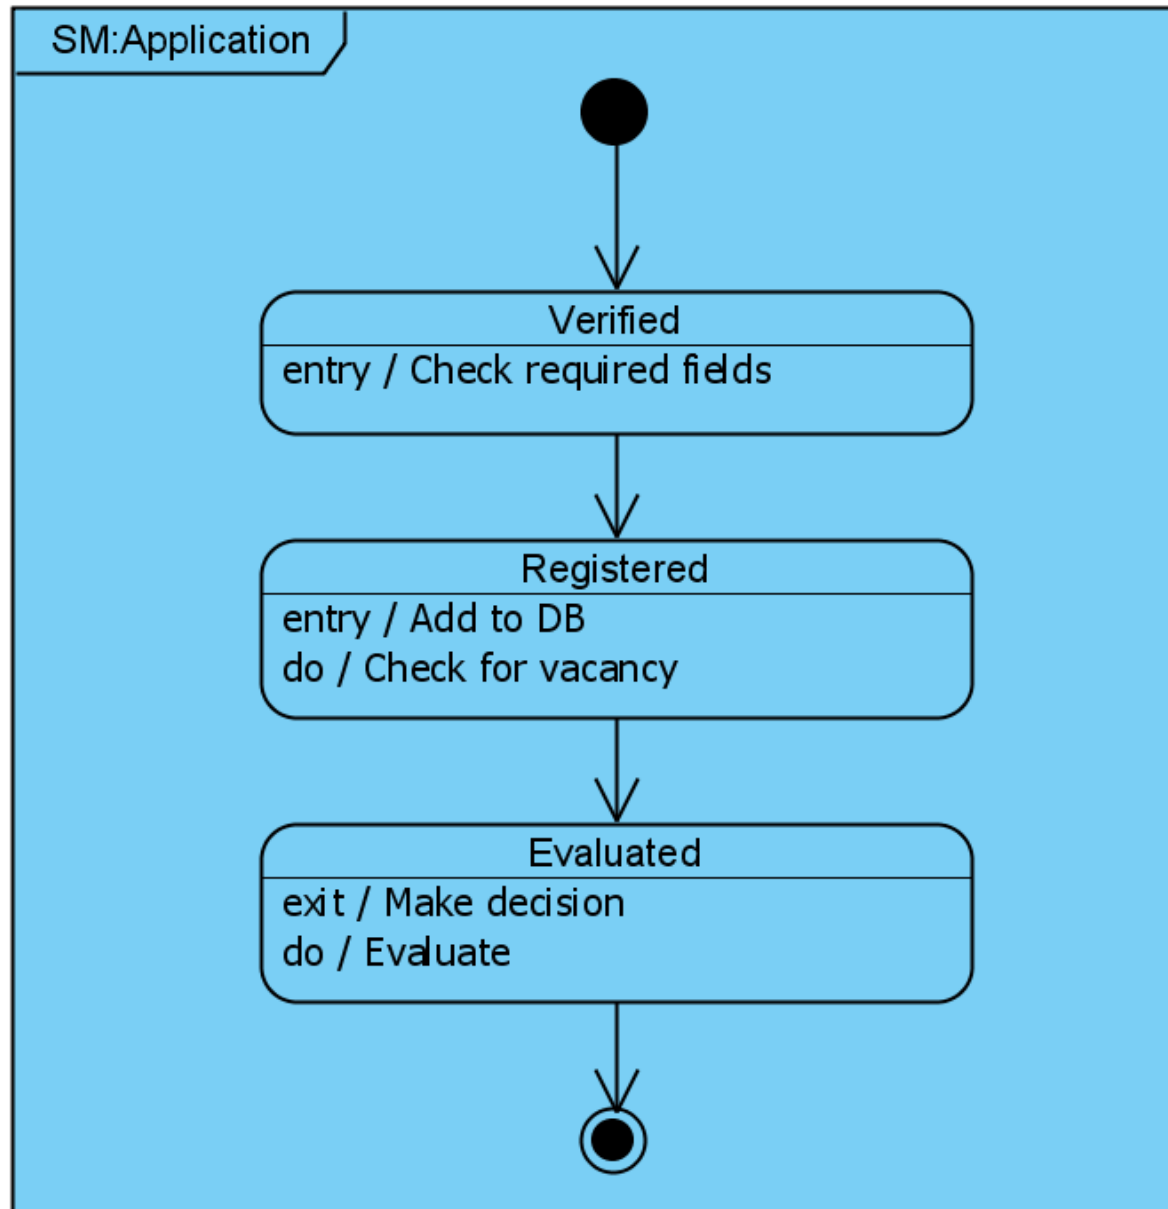 SM:Application
Verified
entry / Check required fields
Registered
entry / Add to DB
do / Check for vacancy
Evaluated
exit / Make decision
do / Evaluate